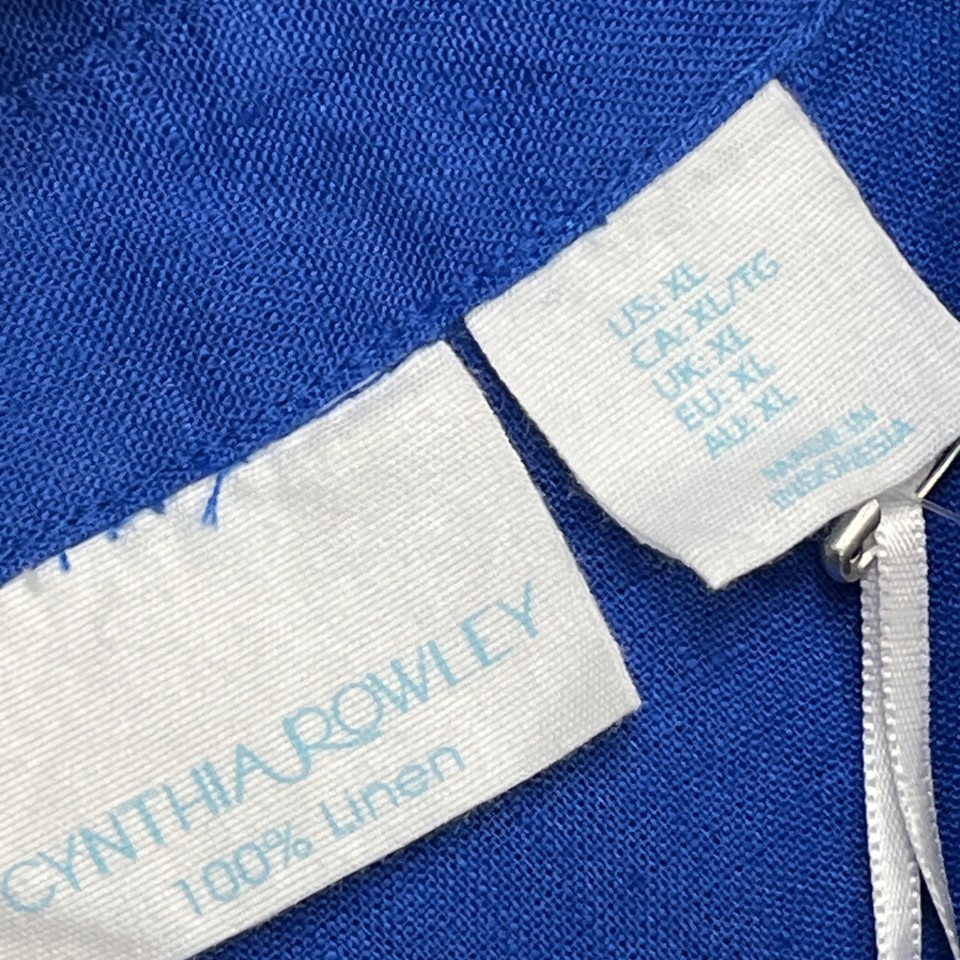 CYNTHIA ROWLEY
100% Linen
US: XL
CA: XL/TG
UK: XL
EU: XL
AU: XL
MADE IN
INDONESIA